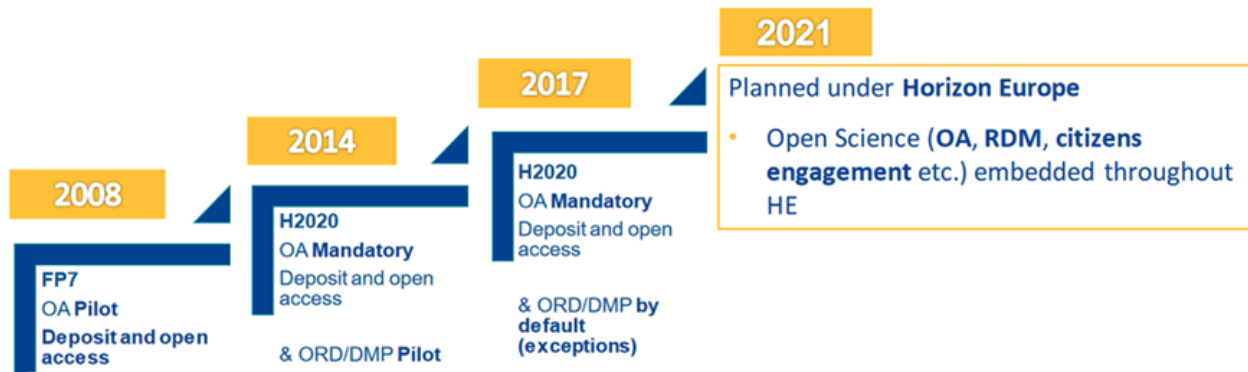 2008
FP7
OA Pilot
Deposit and open
access
2014
H2020
OA Mandatory
Deposit and open
access
& ORD/DMP Pilot
2017
H2020
OA Mandatory
Deposit and open
access
& ORD/DMP by
default
(exceptions)
2021
Planned under Horizon Europe
• Open Science (OA, RDM, citizens
engagement etc.) embedded throughout
HE